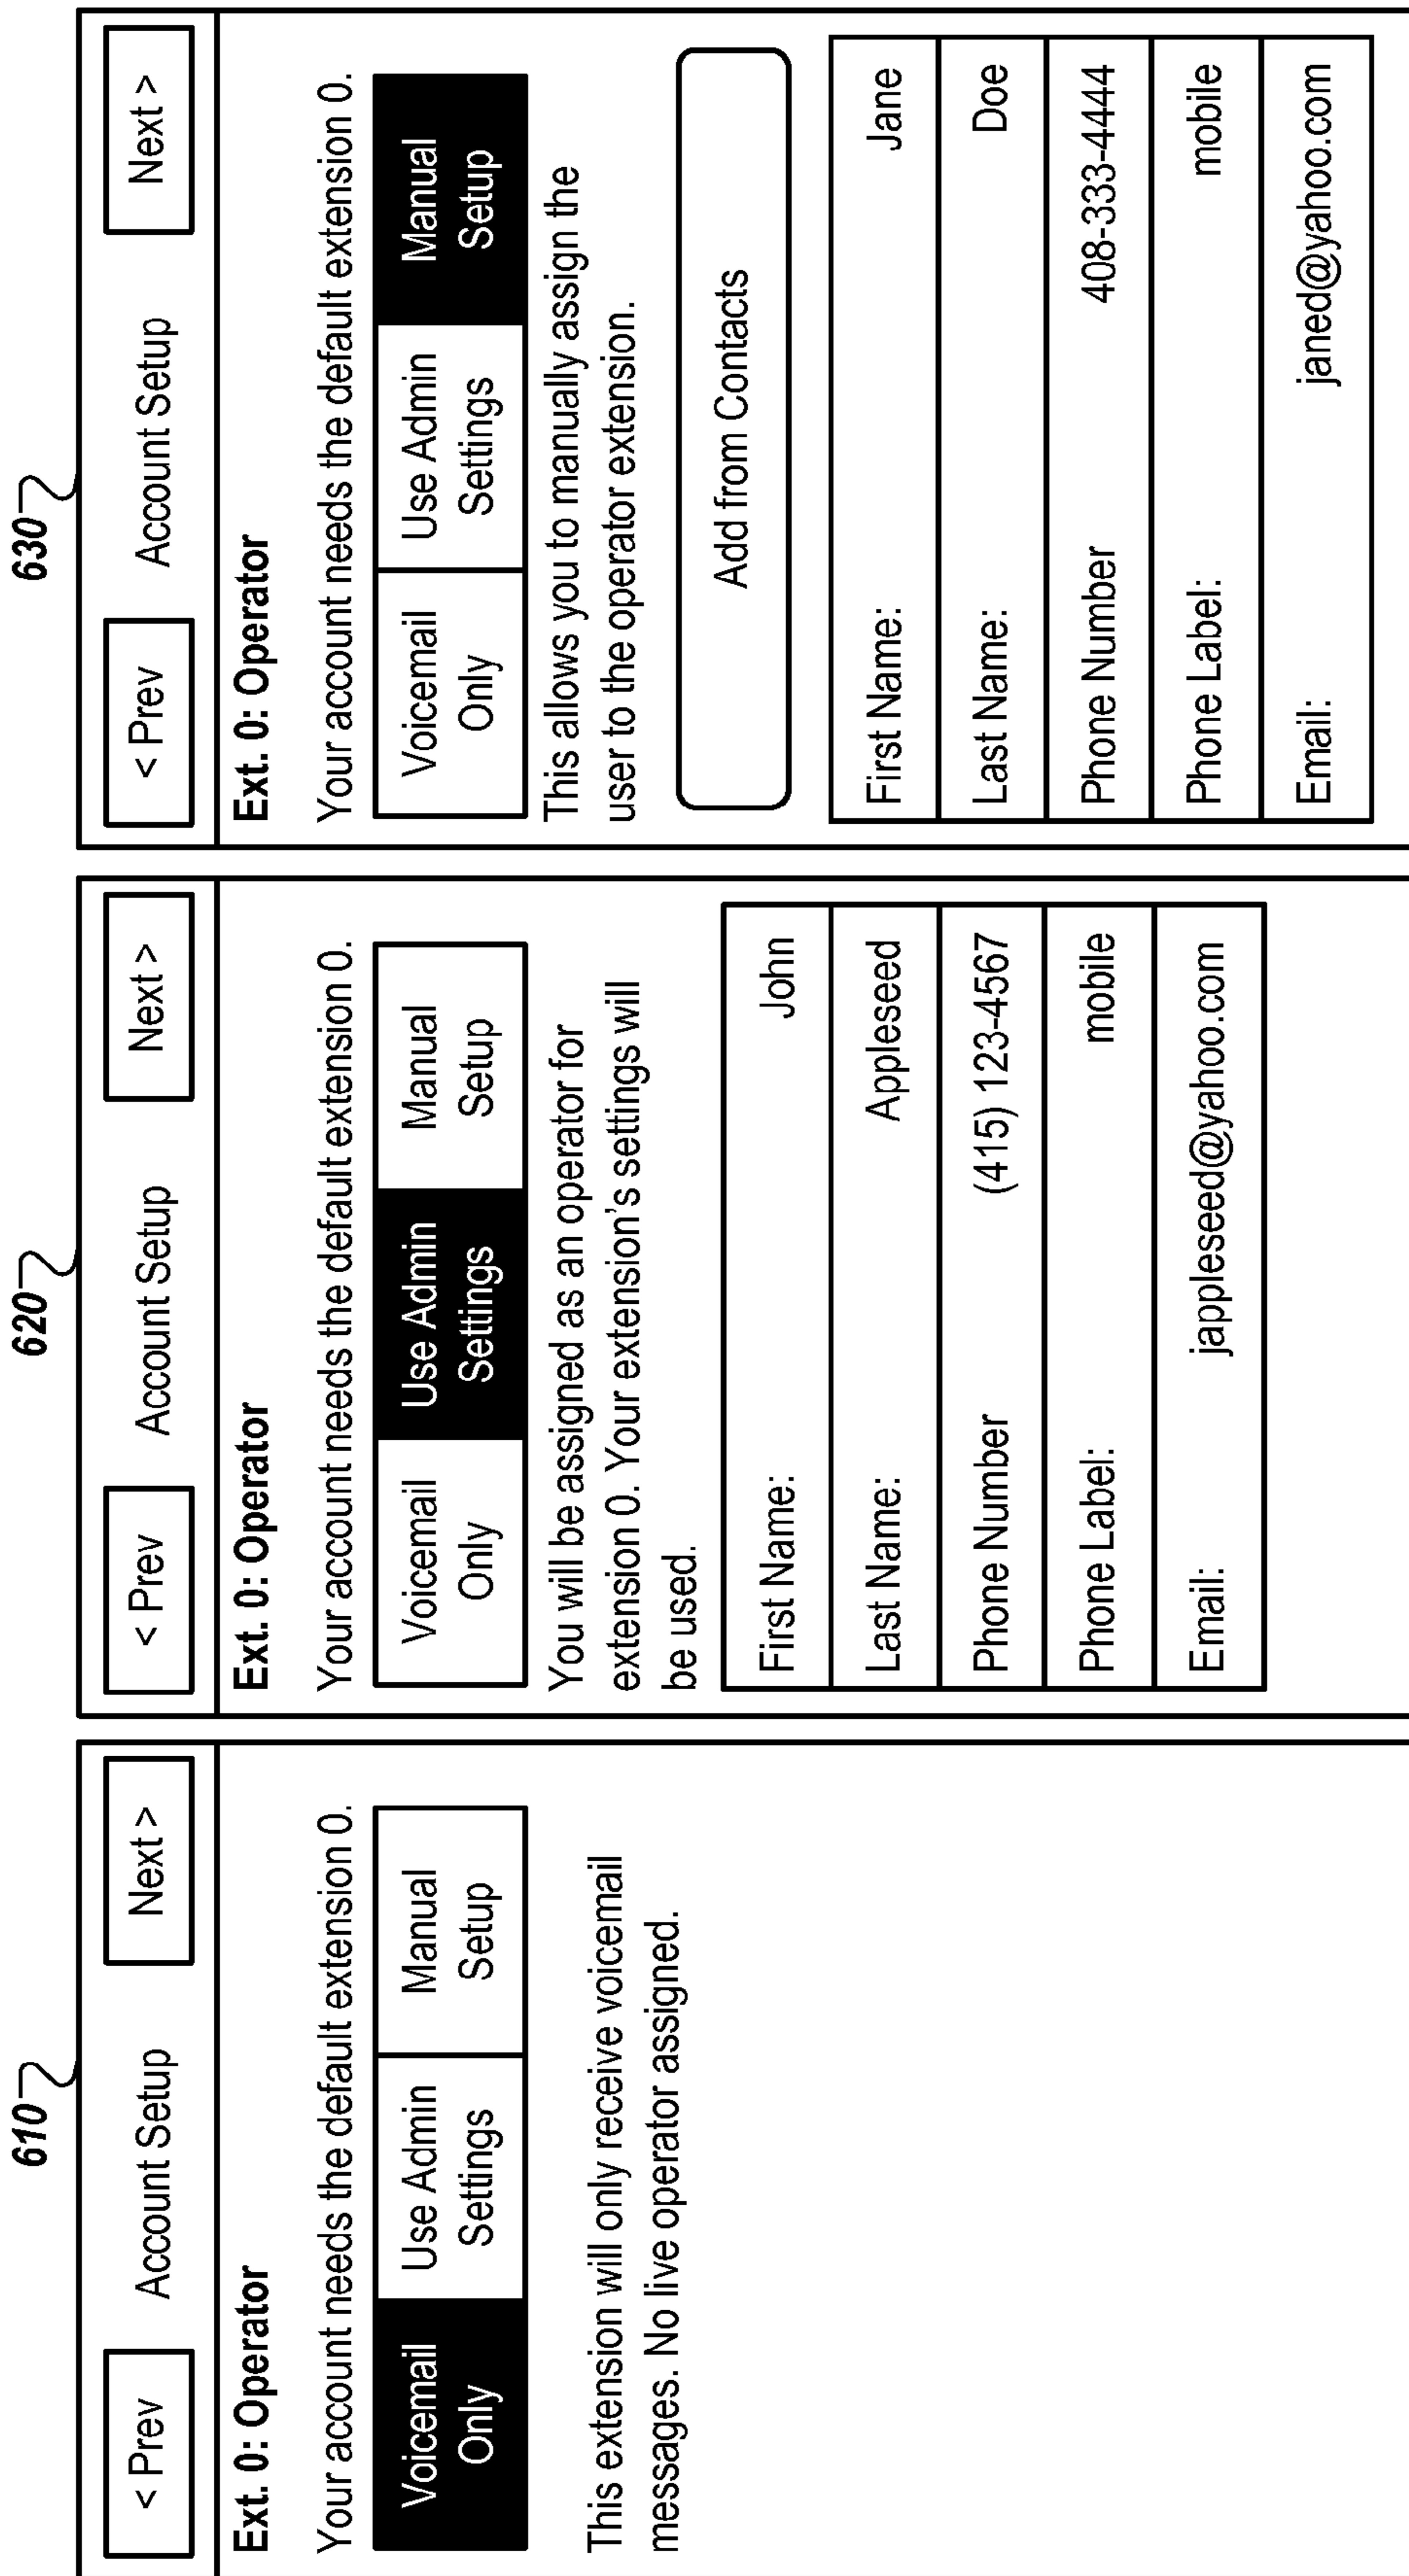 610
< Prev
Account Setup
Next >
Ext. 0: Operator
Your account needs the default extension 0.
Voicemail
Only
Use Admin
Settings
Manual
Setup
This extension will only receive voicemail
messages. No live operator assigned.
620
< Prev
Account Setup
Next >
Ext. 0: Operator
Your account needs the default extension 0.
Voicemail
Only
Use Admin
Settings
Manual
Setup
You will be assigned as an operator for
extension 0. Your extension’s settings will
be used.
First Name: John
Last Name: Appleseed
Phone Number (415) 123-4567
Phone Label: mobile
Email: jappleseed@yahoo.com
630
< Prev
Account Setup
Next >
Ext. 0: Operator
Your account needs the default extension 0.
Voicemail
Only
Use Admin
Settings
Manual
Setup
This allows you to manually assign the
user to the operator extension.
Add from Contacts
First Name: Jane
Last Name: Doe
Phone Number 408-333-4444
Phone Label: mobile
Email: janed@yahoo.com